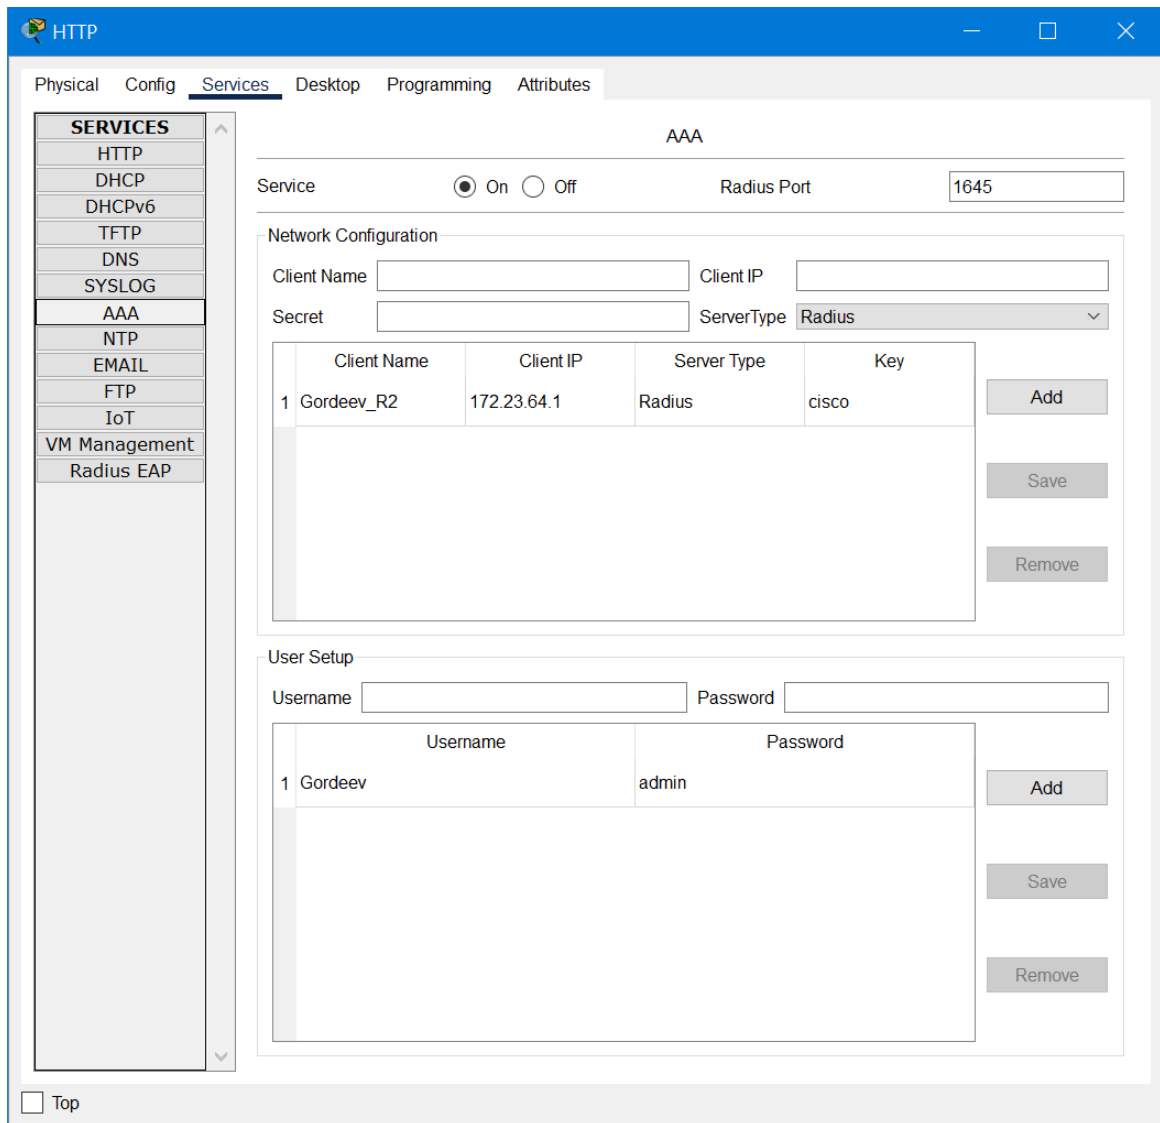 HTTP
Physical Config Services Desktop Programming Attributes
SERVICES
HTTP
DHCP
DHCPv6
TFTP
DNS
SYSLOG
AAA
NTP
EMAIL
FTP
IoT
VM Management
Radius EAP
AAA
Service On Off Radius Port 1645
Network Configuration
Client Name Client IP
Secret ServerType Radius
Client Name Client IP Server Type Key
1 Gordeev_R2 172.23.64.1 Radius cisco
Add
Save
Remove
User Setup
Username Password
Username Password
1 Gordeev admin
Add
Save
Remove
Top